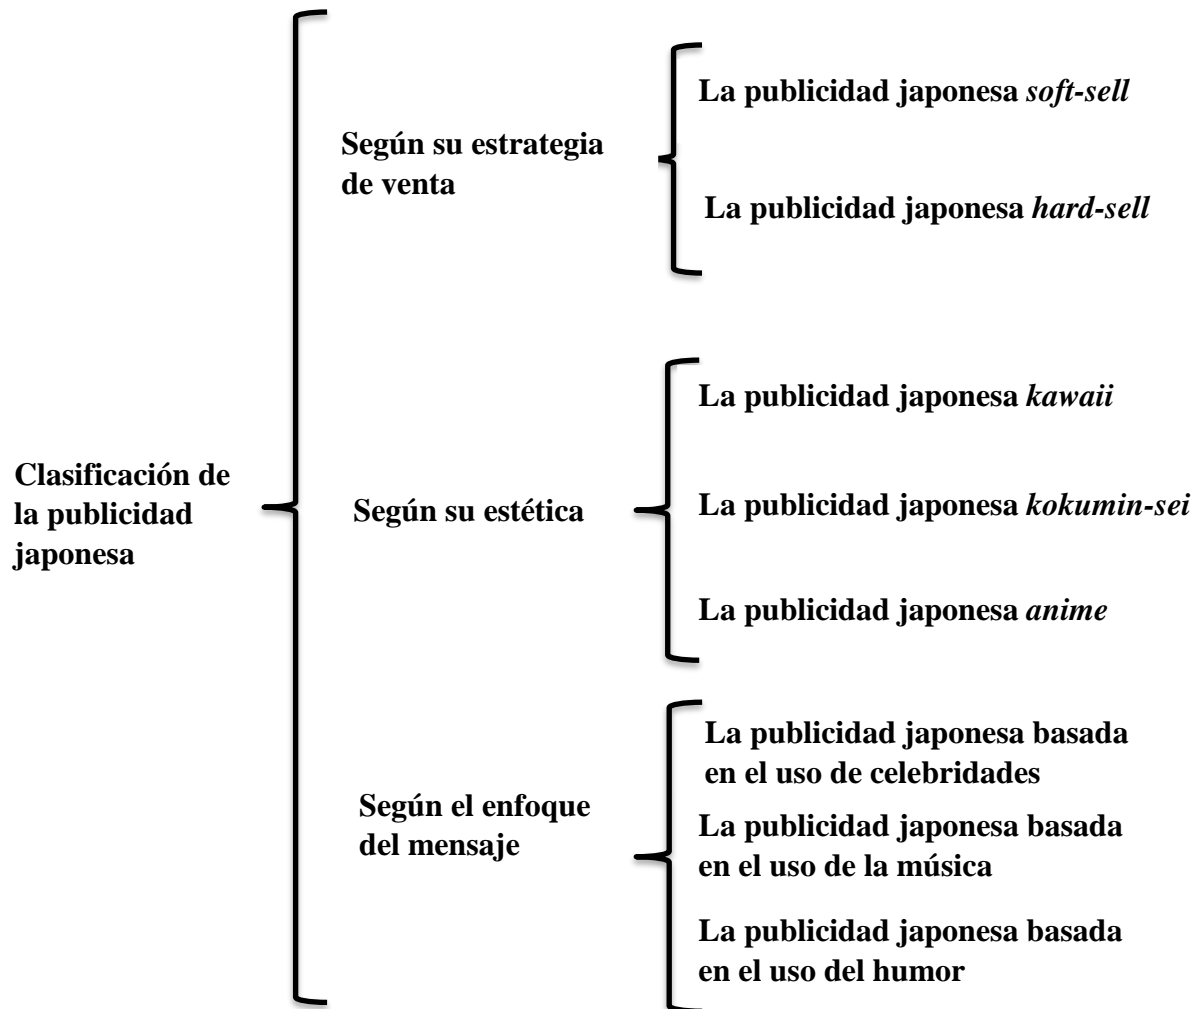 Clasificación de
la publicidad
japonesa
Según su estrategia
de venta
La publicidad japonesa soft-sell
La publicidad japonesa hard-sell
Según su estética
La publicidad japonesa kawaii
La publicidad japonesa kokumin-sei
La publicidad japonesa anime
Según el enfoque
del mensaje
La publicidad japonesa basada
en el uso de celebridades
La publicidad japonesa basada
en el uso de la música
La publicidad japonesa basada
en el uso del humor